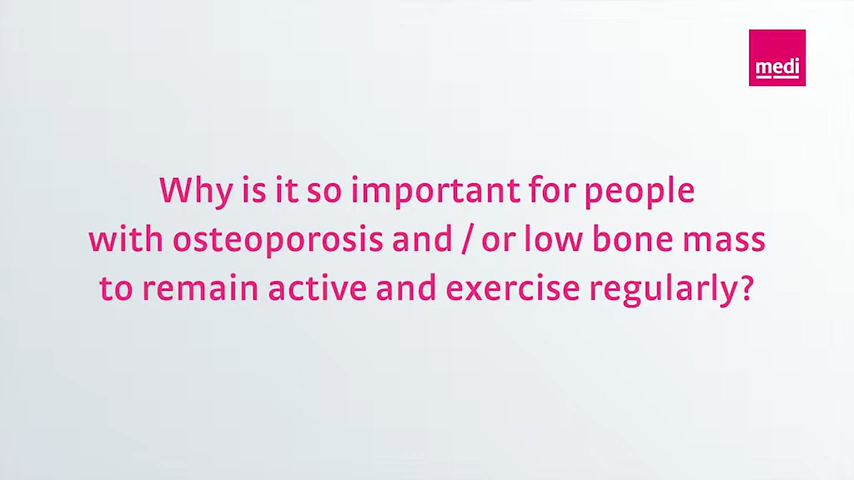 medi
Why is it so important for people
with osteoporosis and / or low bone mass
to remain active and exercise regularly?